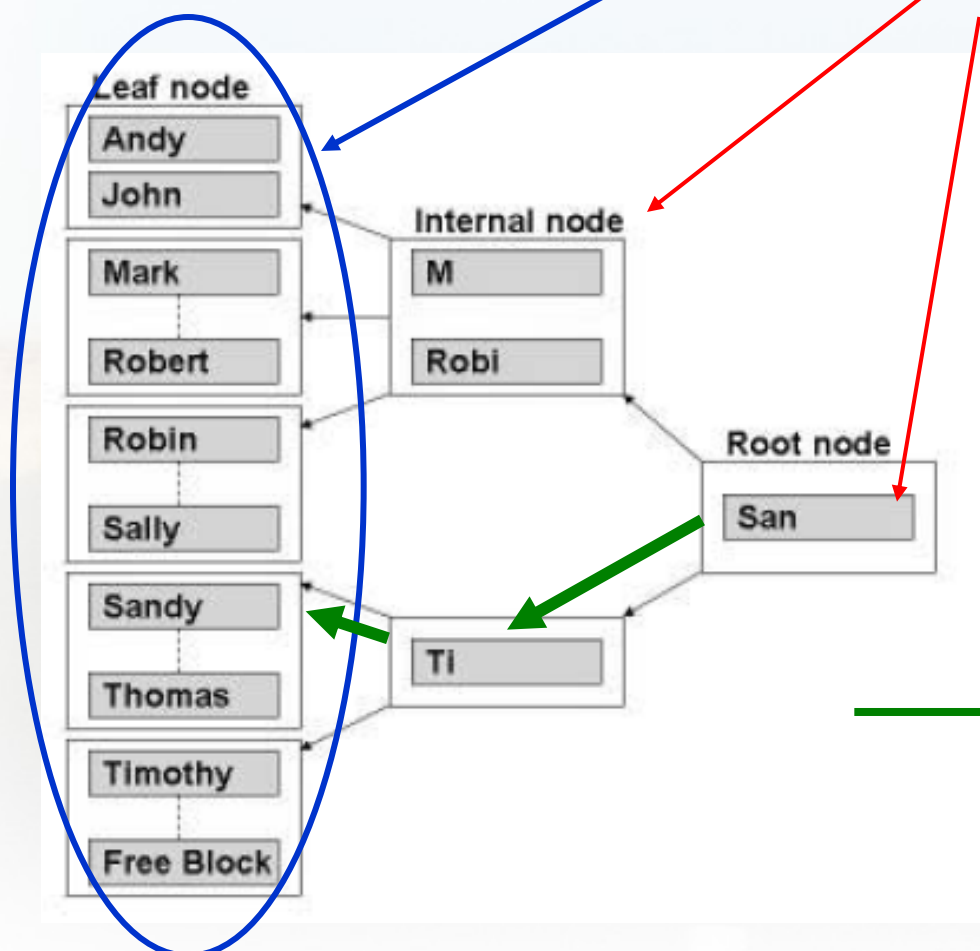 Leaf node
Andy
John
Mark
Robert
Robin
Sally
Sandy
Thomas
Timothy
Free Block
Internal node
M
Robi
Ti
Root node
San